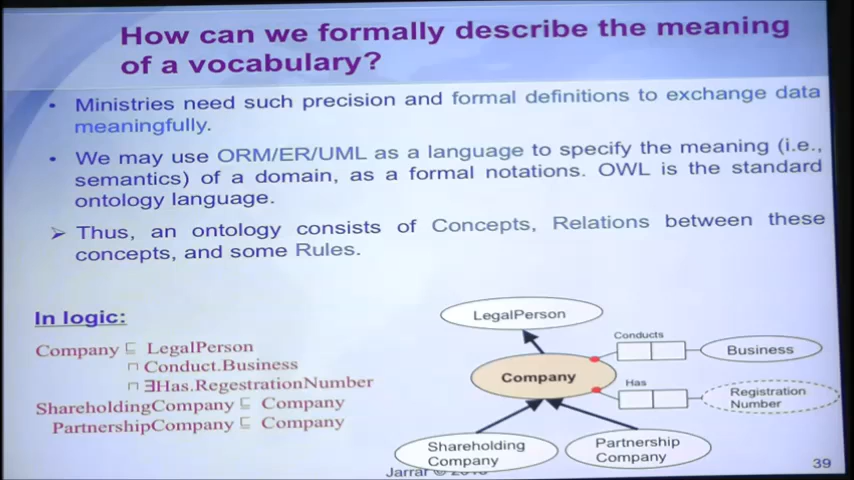 How can we formally describe the meaning
of a vocabulary?
• Ministries need such precision and formal definitions to exchange data
meaningfully.
• We may use ORM/ER/UML as a language to specify the meaning (i.e.,
semantics) of a domain, as a formal notations. OWL is the standard
ontology language.
➢ Thus, an ontology consists of Concepts, Relations between these
concepts, and some Rules.
In logic:
Company ⊑ LegalPerson
⊓ Conduct.Business
⊓ ∃Has.RegestrationNumber
ShareholdingCompany ⊑ Company
PartnershipCompany ⊑ Company
LegalPerson
Conducts
Business
Company
Has
Registration
Number
Shareholding
Company
Partnership
Company
Jarrar ©
39